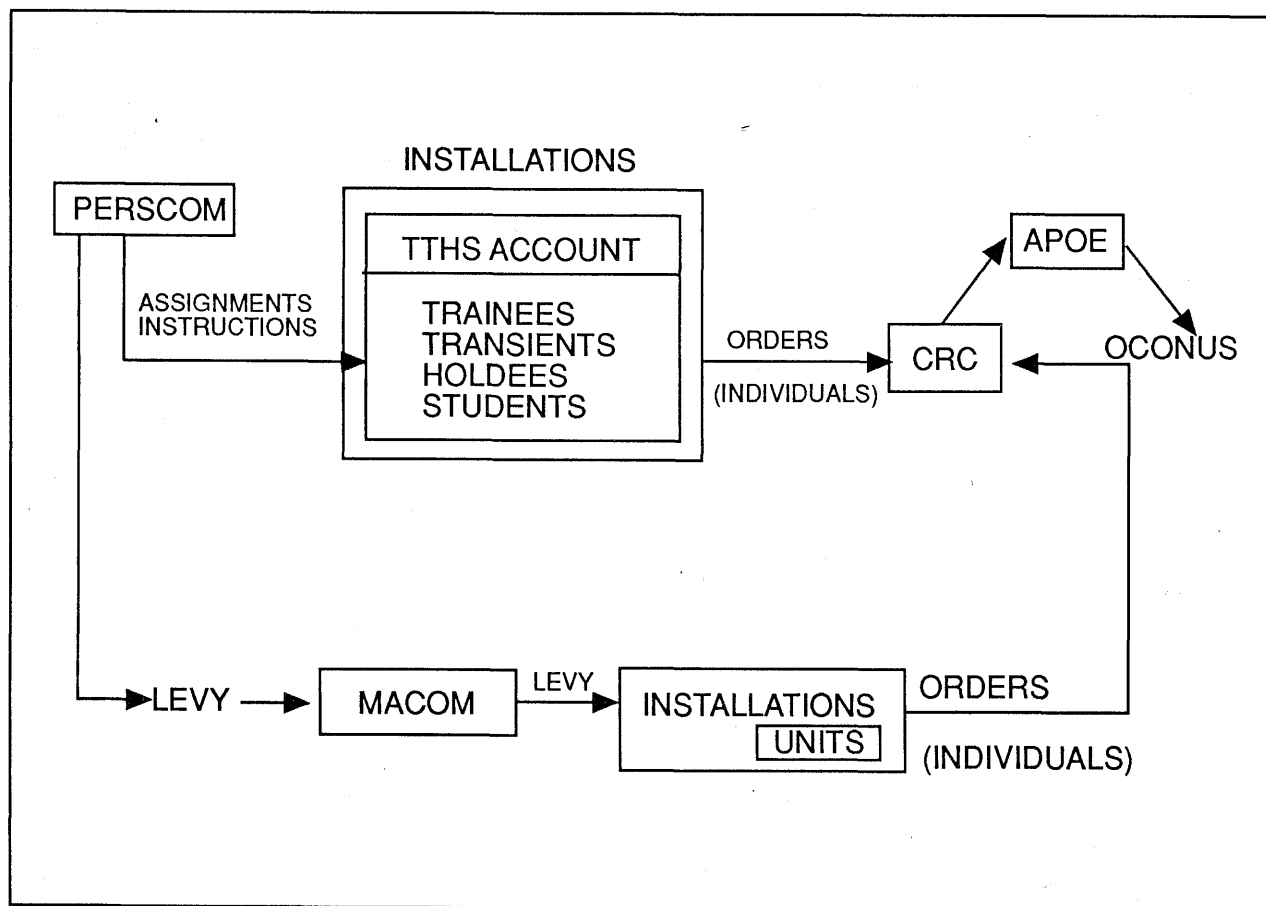 INSTALLATIONS
PERSCOM
TTHS ACCOUNT
ASSIGNMENTS
INSTRUCTIONS
TRAINEES
TRANSIENTS
HOLDEES
STUDENTS
ORDERS
(INDIVIDUALS)
CRC
APOE
OCONUS
LEVY
MACOM
LEVY
INSTALLATIONS
UNITS
ORDERS
(INDIVIDUALS)